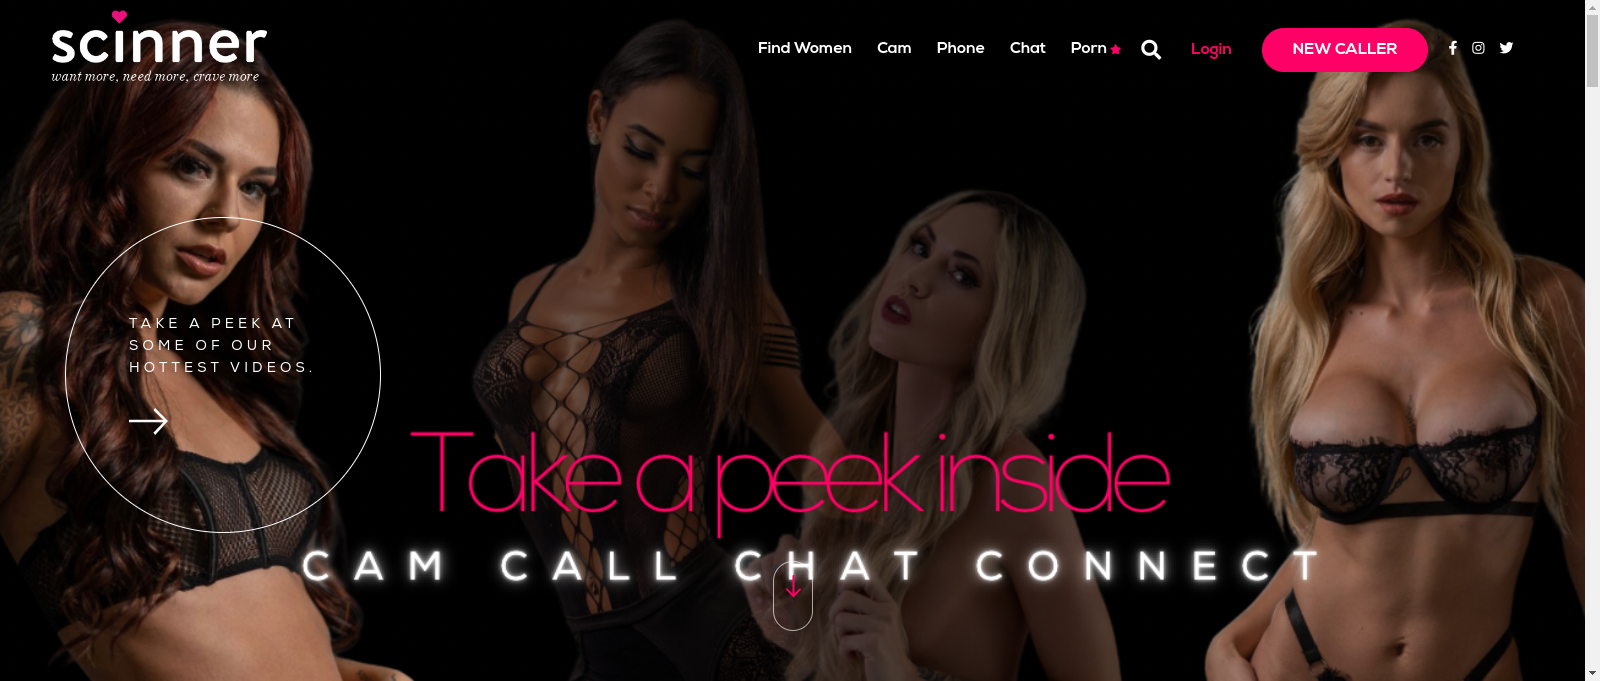 scinner
want more, need more, crave more
Find Women
Cam
Phone
Chat
Porn
Login
NEW CALLER
TAKE A PEEK AT
SOME OF OUR
HOTTEST VIDEOS.
Take a peek inside
CAM CALL CHAT CONNECT